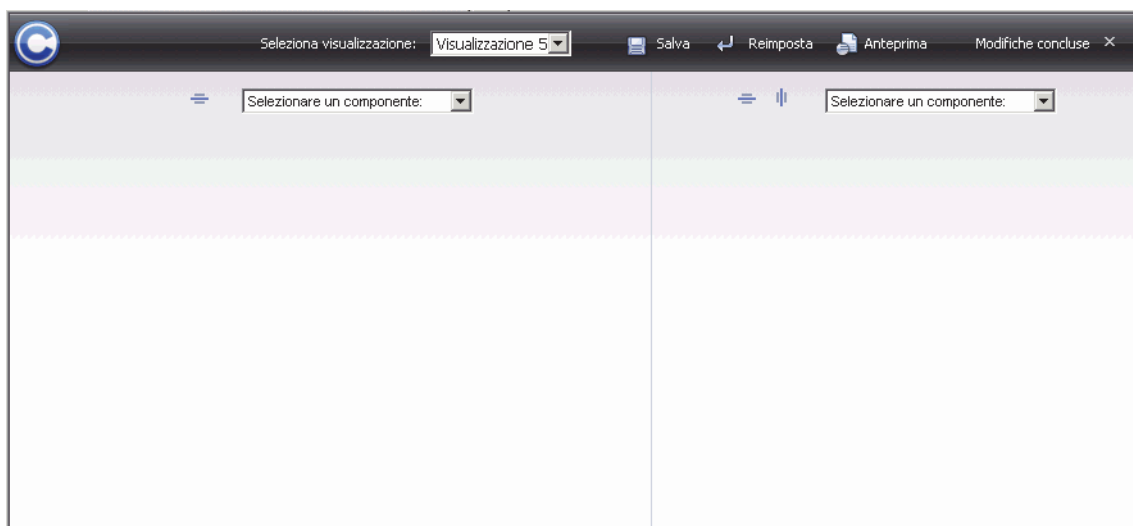 Seleziona visualizzazione: Visualizzazione 5 Salva Reimposta Anteprima Modifiche concluse ×
Selezionare un componente: Selezionare un componente: